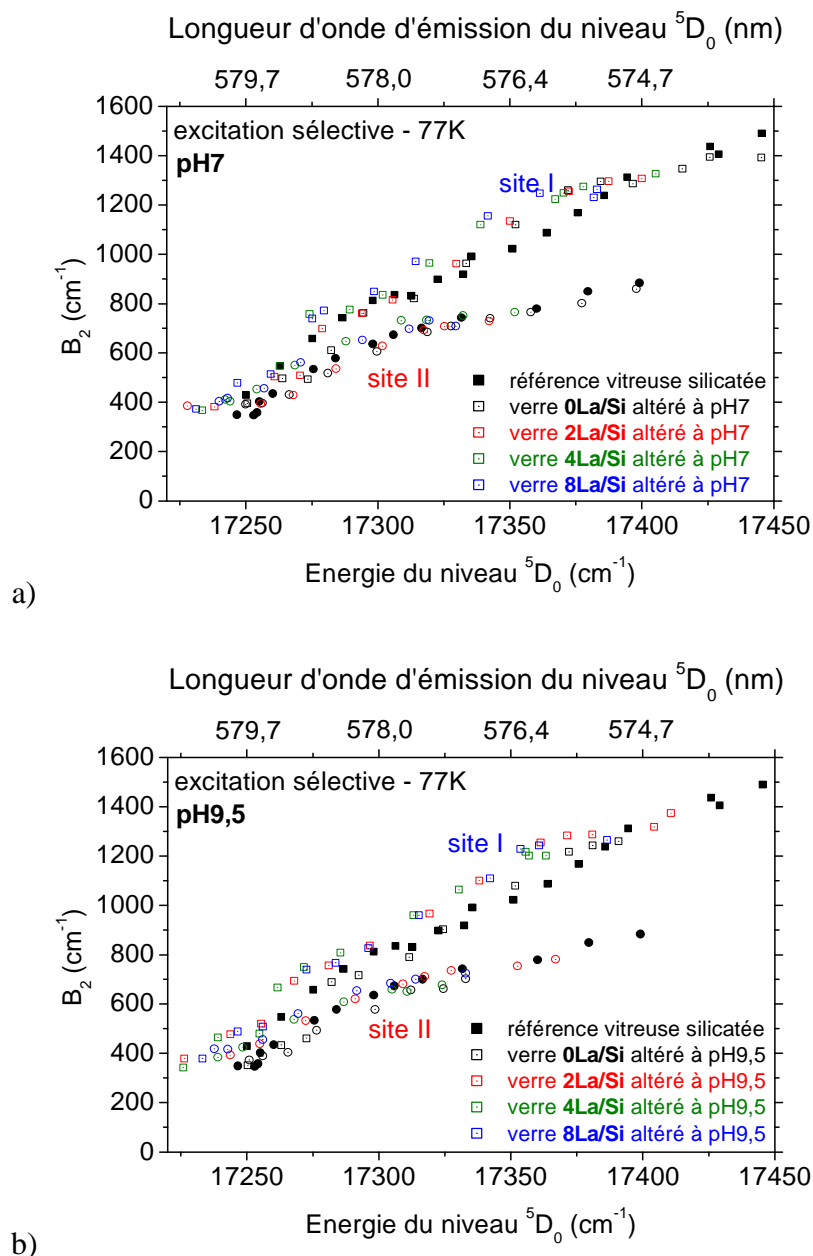 Longueur d'onde d'émission du niveau ⁵D₀ (nm)
579,7 578,0 576,4 574,7
1600
1400
1200
1000
800
600
400
200
0
B₂ (cm⁻¹)
excitation sélective - 77K
pH7
site I
site II
référence vitreuse silicatée
verre 0La/Si altéré à pH7
verre 2La/Si altéré à pH7
verre 4La/Si altéré à pH7
verre 8La/Si altéré à pH7
17250 17300 17350 17400 17450
Energie du niveau ⁵D₀ (cm⁻¹)
a)
Longueur d'onde d'émission du niveau ⁵D₀ (nm)
579,7 578,0 576,4 574,7
1600
1400
1200
1000
800
600
400
200
0
B₂ (cm⁻¹)
excitation sélective - 77K
pH9,5
site I
site II
référence vitreuse silicatée
verre 0La/Si altéré à pH9,5
verre 2La/Si altéré à pH9,5
verre 4La/Si altéré à pH9,5
verre 8La/Si altéré à pH9,5
17250 17300 17350 17400 17450
Energie du niveau ⁵D₀ (cm⁻¹)
b)